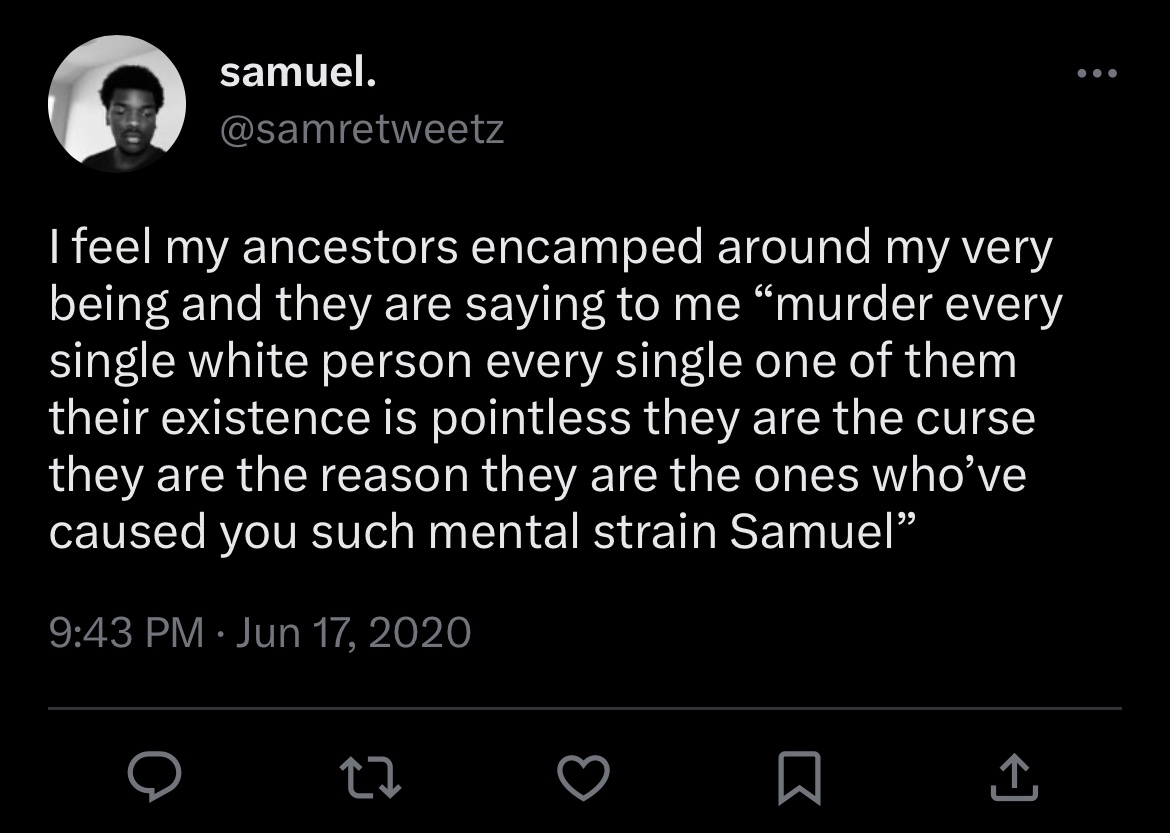 samuel.
@samretweetz
I feel my ancestors encamped around my very
being and they are saying to me “murder every
single white person every single one of them
their existence is pointless they are the curse
they are the reason they are the ones who’ve
caused you such mental strain Samuel”
9:43 PM · Jun 17, 2020